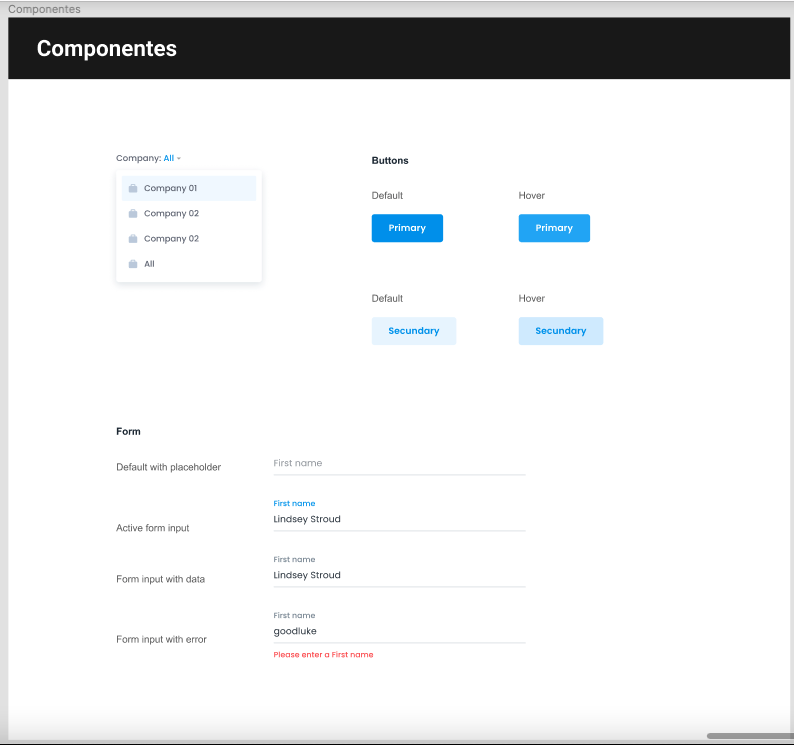 Componentes
Componentes
Company: All
Company 01
Company 02
Company 02
All
Buttons
Default
Hover
Primary
Primary
Default
Hover
Secundary
Secundary
Form
Default with placeholder
First name
First name
Active form input
Lindsey Stroud
First name
Form input with data
Lindsey Stroud
First name
Form input with error
goodluke
Please enter a First name